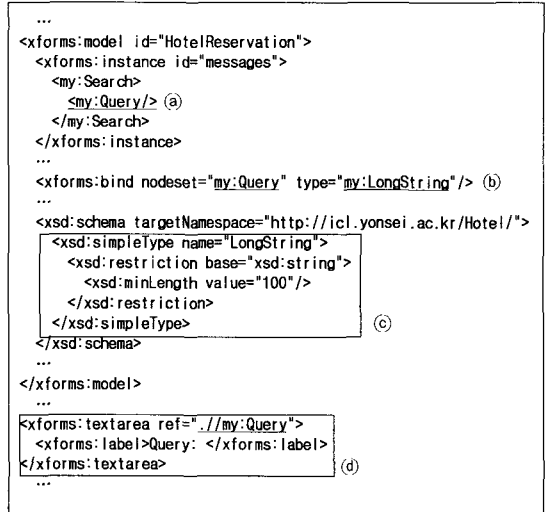 ...
<xforms:model id="HotelReservation">
<xforms:instance id="messages">
<my:Search>
<my:Query/> ⓐ
</my:Search>
</xforms:instance>
...
<xforms:bind nodeset="my:Query" type="my:LongString"/> ⓑ
...
<xsd:schema targetNamespace="http://icl.yonsei.ac.kr/Hotel/">
<xsd:simpleType name="LongString">
<xsd:restriction base="xsd:string">
<xsd:minLength value="100"/>
</xsd:restriction>
</xsd:simpleType> ⓒ
</xsd:schema>
...
</xforms:model>
...
<xforms:textarea ref=".//my:Query">
<xforms:label>Query: </xforms:label>
</xforms:textarea> ⓓ
...